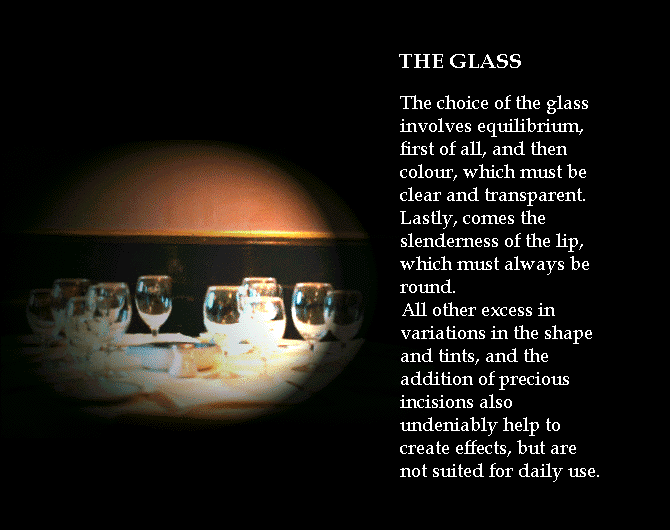 THE GLASS
The choice of the glass
involves equilibrium,
first of all, and then
colour, which must be
clear and transparent.
Lastly, comes the
slenderness of the lip,
which must always be
round.
All other excess in
variations in the shape
and tints, and the
addition of precious
incisions also
undeniably help to
create effects, but are
not suited for daily use.